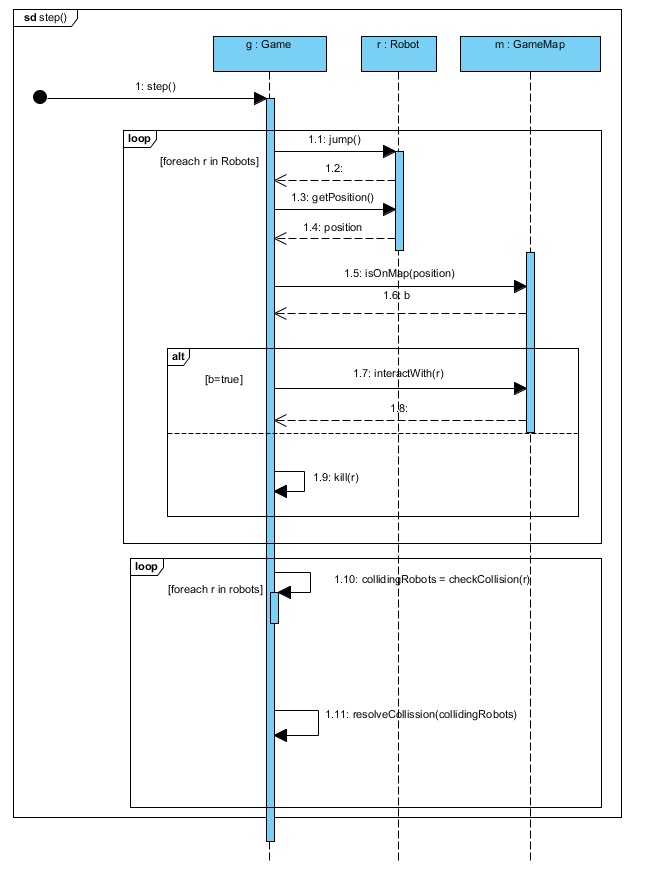 sd step()
g : Game
r : Robot
m : GameMap
1: step()
loop
1.1: jump()
[foreach r in Robots]
1.2:
1.3: getPosition()
1.4: position
1.5: isOnMap(position)
1.6: b
alt
1.7: interactWith(r)
[b=true]
1.8:
1.9: kill(r)
loop
1.10: collidingRobots = checkCollision(r)
[foreach r in robots]
1.11: resolveCollission(collidingRobots)